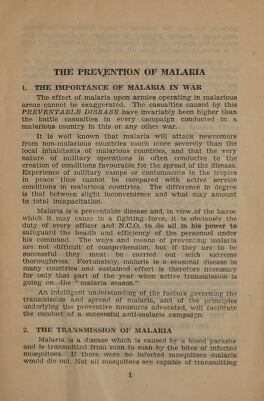 THE PREVENTION OF MALARIA
1. THE IMPORTANCE OF MALARIA IN WAR
The effect of malaria upon armies operating in malarious
areas cannot be exaggerated. The casualties caused by this
PREVENTABLE DISEASE have invariably been higher than
the battle casualties in every campaign conducted in a
malarious country in this or any other war.
It is well known that malaria will attack newcomers
from non-malarious countries much more severely than the
local inhabitants of malarious countries, and that the very
nature of military operations is often conducive to the
creation of conditions favourable for the spread of the disease.
Experience of military camps or cantonments in the tropics
in peace time cannot be compared with active service
conditions in malarious countries. The difference in degree
is that between slight inconvenience and what may amount
to total incapacitation.
Malaria is a preventable disease and, in view of the havoc
which it may cause in a fighting force, it is obviously the
duty of every officer and N.C.O. to do all in his power to
safeguard the health and efficiency of the personnel under
his command. The ways and means of preventing malaria
are not difficult of comprehension, but if they are to be
successful they must be carried out with extreme
thoroughness. Fortunately, malaria is a seasonal disease in
many countries and sustained effort is therefore necessary
for only that part of the year when active transmission is
going on—the "malaria season."
An intelligent understanding of the factors governing the
transmission and spread of malaria, and of the principles
underlying the preventive measures advocated, will facilitate
the conduct of a successful anti-malaria campaign.
2. THE TRANSMISSION OF MALARIA
Malaria is a disease which is caused by a blood parasite
and is transmitted from man to man by the bites of infected
mosquitoes. If there were no infected mosquitoes malaria
would die out. Not all mosquitoes are capable of transmitting
1